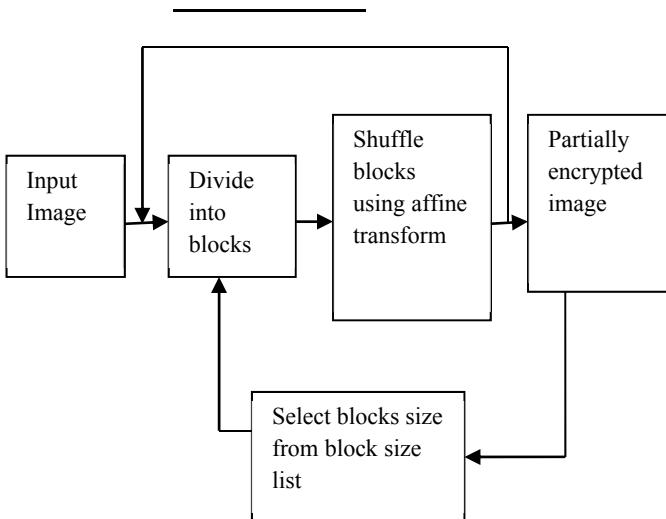 Input
Image
Divide
into
blocks
Shuffle
blocks
using affine
transform
Partially
encrypted
image
Select blocks size
from block size
list